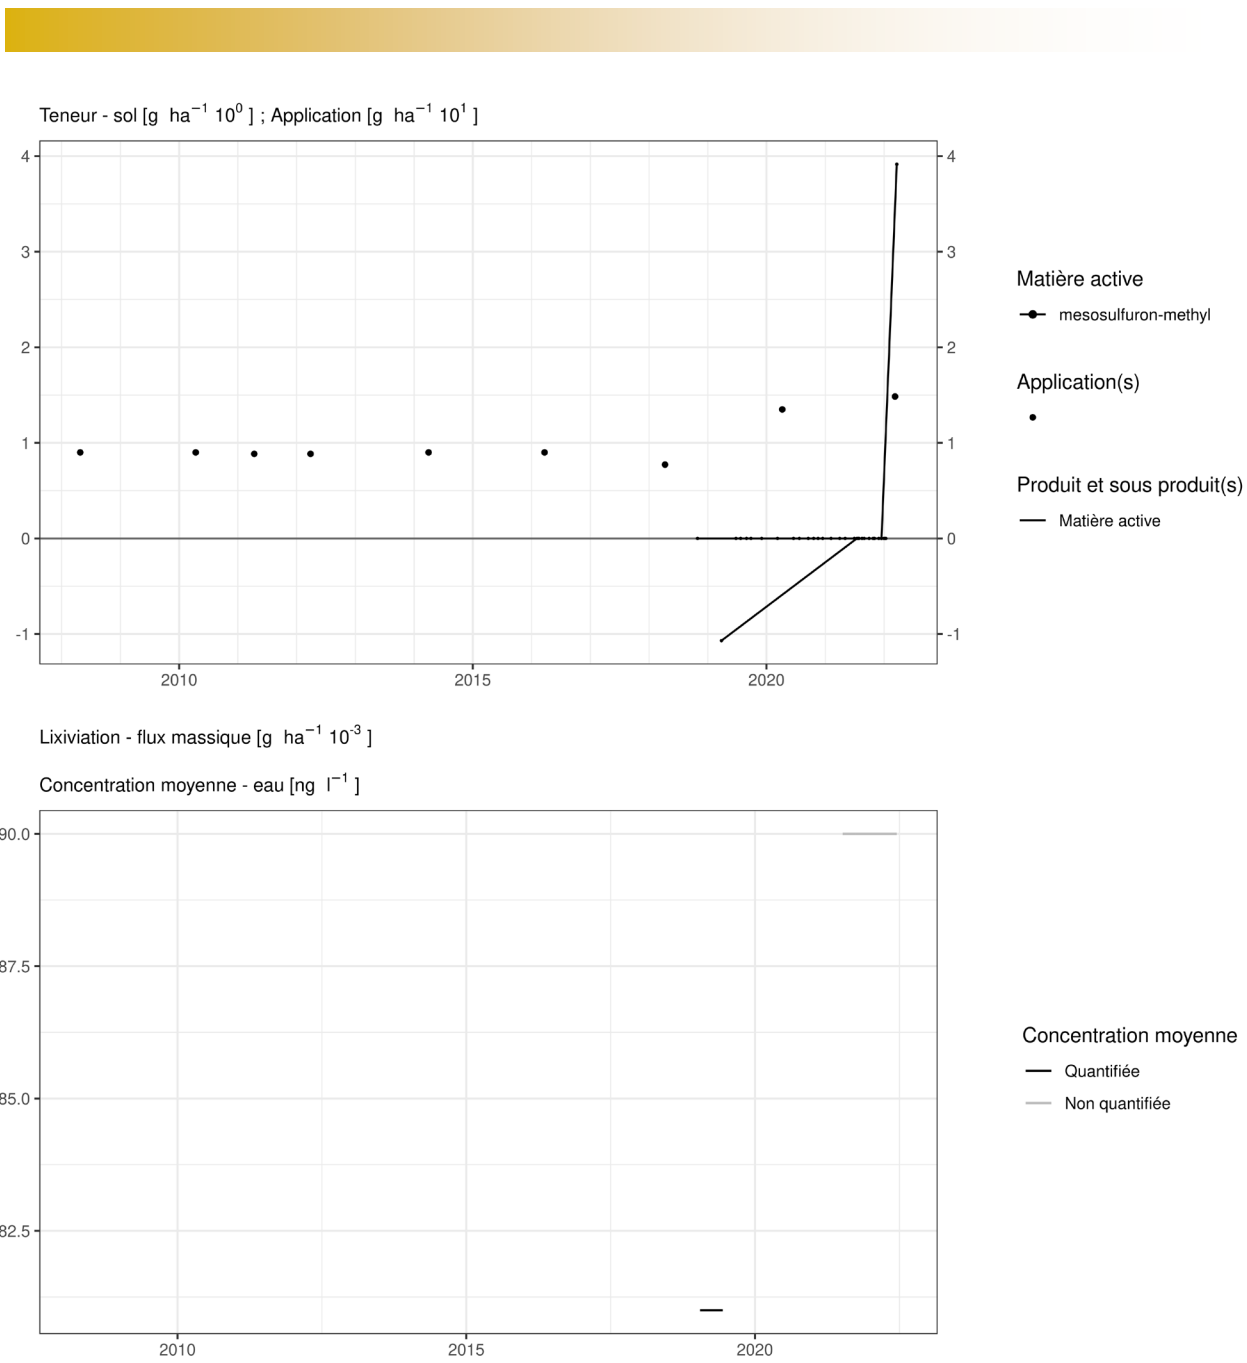 Teneur - sol [g ha−1 100 ] ; Application [g ha−1 101 ]
4
4
3
3
2
2
1
1
0
0
-1
-1
2010
2015
2020
Matière active
mesosulfuron-methyl
Application(s)
Produit et sous produit(s)
Matière active
Lixiviation - flux massique [g ha−1 10-3 ]
Concentration moyenne - eau [ng l−1 ]
90.0
87.5
85.0
82.5
2010
2015
2020
Concentration moyenne
Quantifiée
Non quantifiée